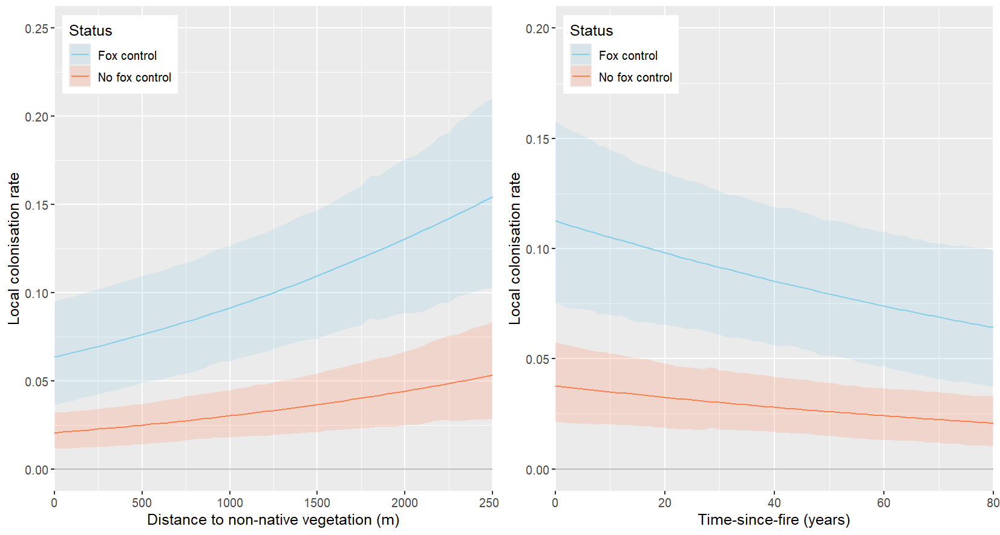 Status
Fox control
No fox control
0.25
0.20
0.15
0.10
0.05
0.00
Local colonisation rate
0
500
1000
1500
2000
250
Distance to non-native vegetation (m)
Status
Fox control
No fox control
0.20
0.15
0.10
0.05
0.00
Local colonisation rate
0
20
40
60
80
Time-since-fire (years)